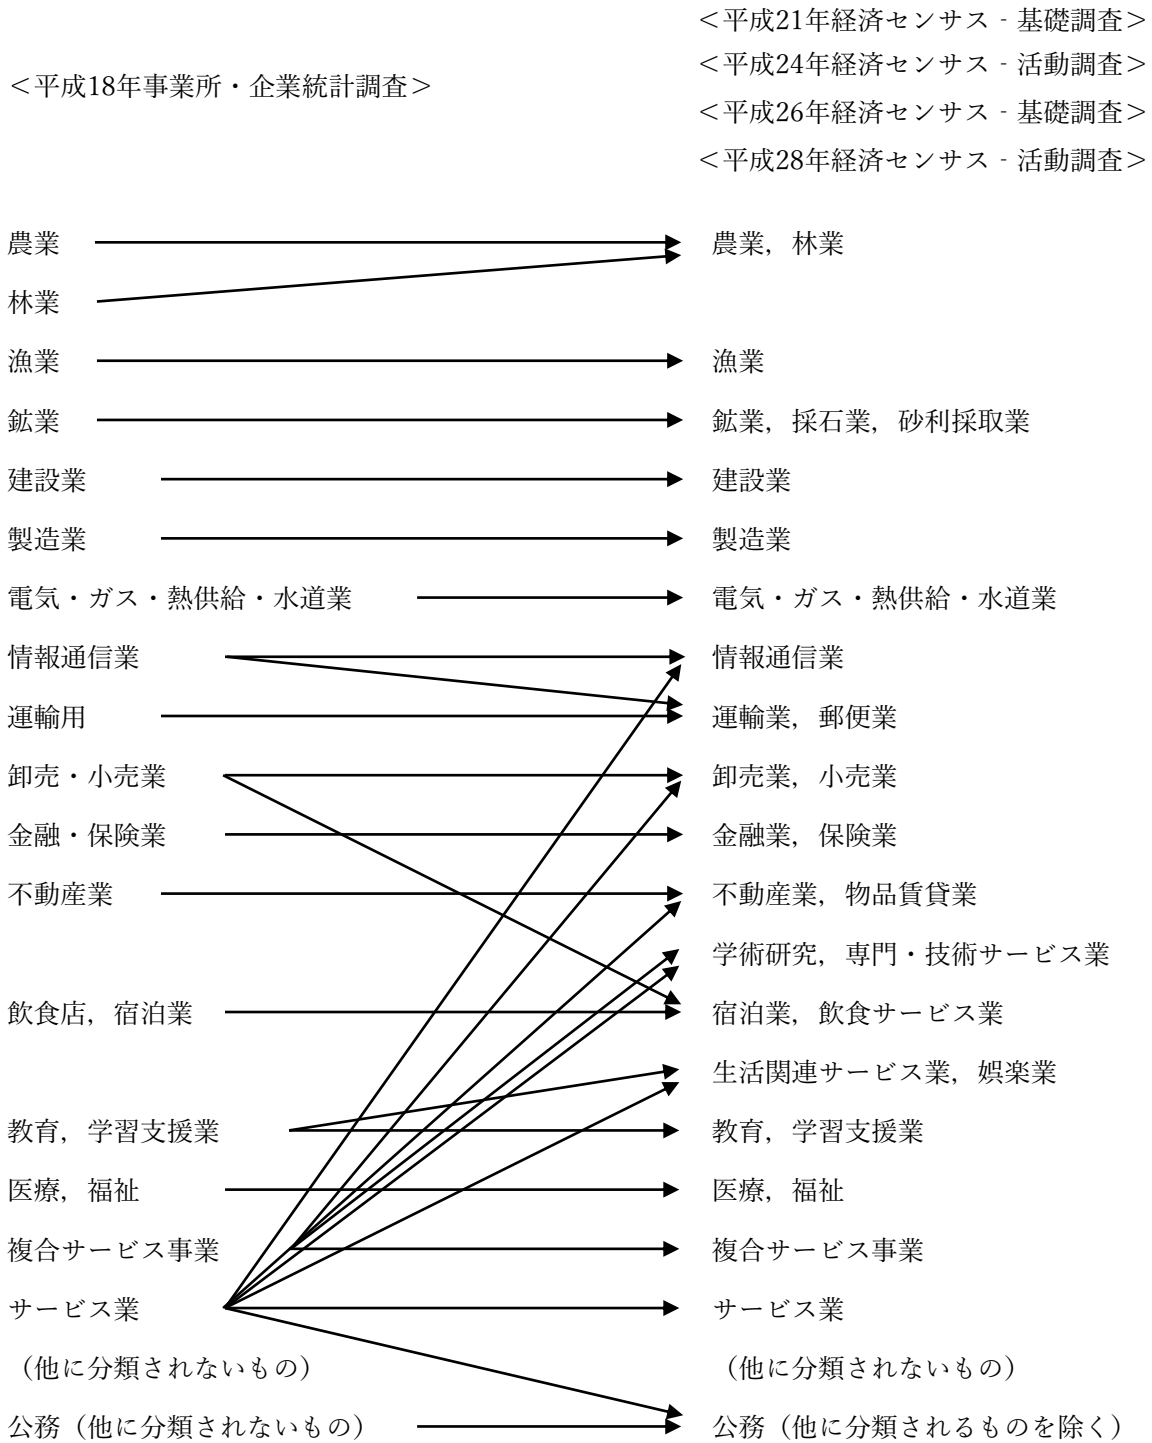 ＜平成21年経済センサス‐基礎調査＞
＜平成24年経済センサス‐活動調査＞
＜平成18年事業所・企業統計調査＞
＜平成26年経済センサス‐基礎調査＞
＜平成28年経済センサス‐活動調査＞
農業
農業，林業
林業
漁業
漁業
鉱業
鉱業，採石業，砂利採取業
建設業
建設業
製造業
製造業
電気・ガス・熱供給・水道業
電気・ガス・熱供給・水道業
情報通信業
情報通信業
運輸用
運輸業，郵便業
卸売・小売業
卸売業，小売業
金融・保険業
金融業，保険業
不動産業
不動産業，物品賃貸業
学術研究，専門・技術サービス業
飲食店，宿泊業
宿泊業，飲食サービス業
生活関連サービス業，娯楽業
教育，学習支援業
教育，学習支援業
医療，福祉
医療，福祉
複合サービス事業
複合サービス事業
サービス業
サービス業
（他に分類されないもの）
（他に分類されないもの）
公務（他に分類されないもの）
公務（他に分類されるものを除く）